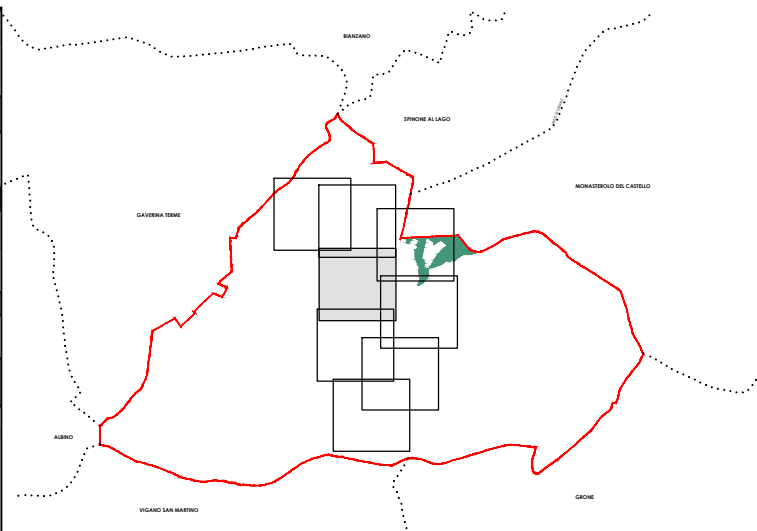 BIANZANO
SPINONE AL LAGO
MONASTEROLO DEL CASTELLO
GAVERINA TERME
ALBINO
GRONE
VIGANO SAN MARTINO